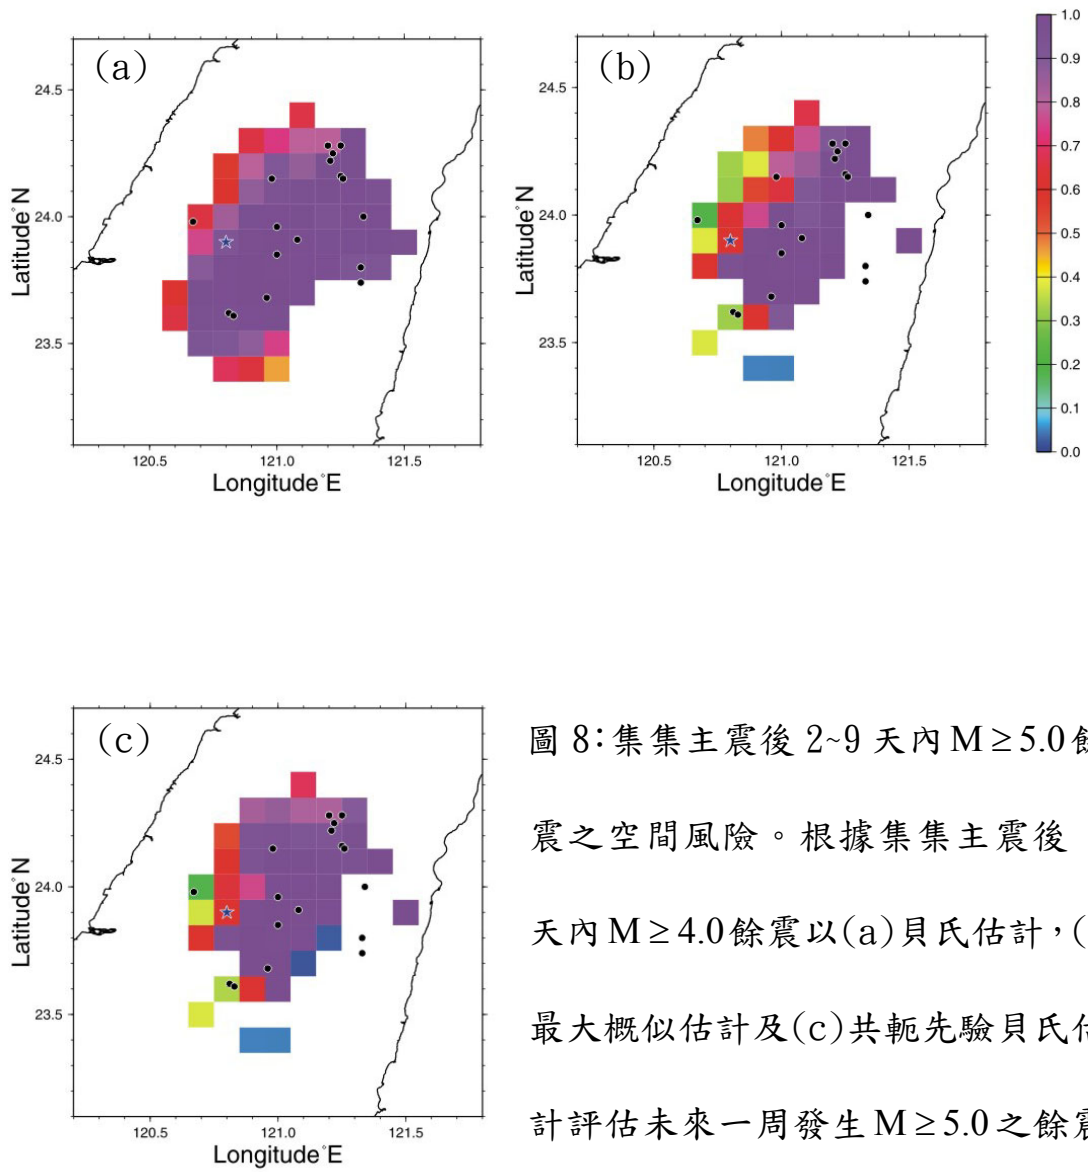 (a)
24.5
24.0
23.5
Latitude°N
120.5 121.0 121.5
Longitude°E
(b)
24.5
24.0
23.5
Latitude°N
120.5 121.0 121.5
Longitude°E
1.0
0.9
0.8
0.7
0.6
0.5
0.4
0.3
0.2
0.1
0.0
(c)
24.5
24.0
23.5
Latitude°N
120.5 121.0 121.5
Longitude°E
圖 8:集集主震後 2~9 天內 M ≥ 5.0 餘
震之空間風險。根據集集主震後
天內 M ≥ 4.0 餘震以(a)貝氏估計,(
最大概似估計及(c)共軛先驗貝氏估
計評估未來一周發生 M ≥ 5.0 之餘震